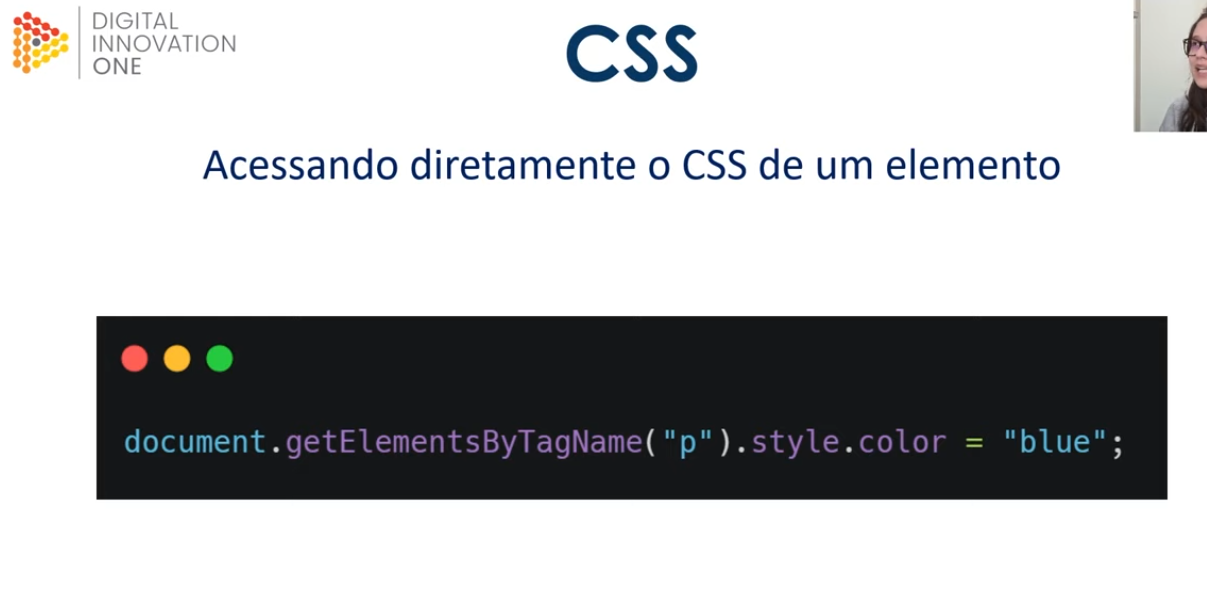 DIGITAL
INNOVATION
ONE
CSS
Acessando diretamente o CSS de um elemento
document.getElementsByTagName("p").style.color = "blue";